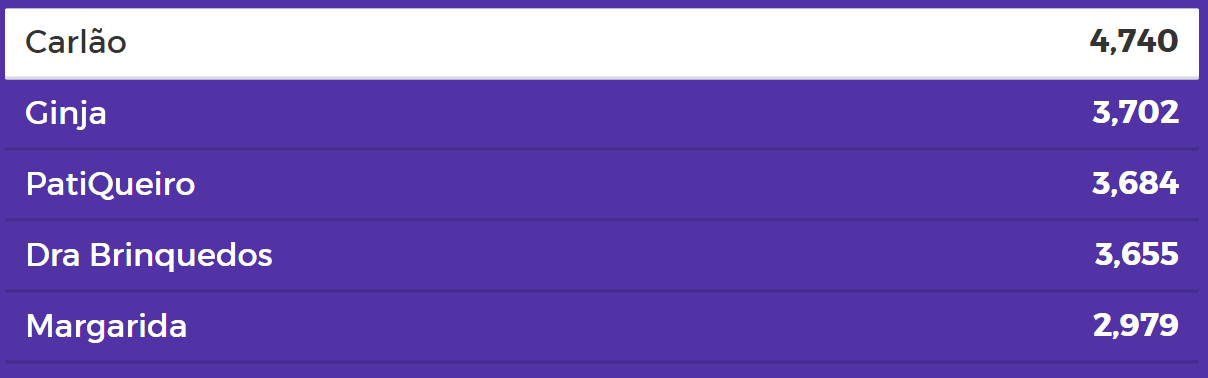 Carlão 4,740
Ginja 3,702
PatiQueiro 3,684
Dra Brinquedos 3,655
Margarida 2,979